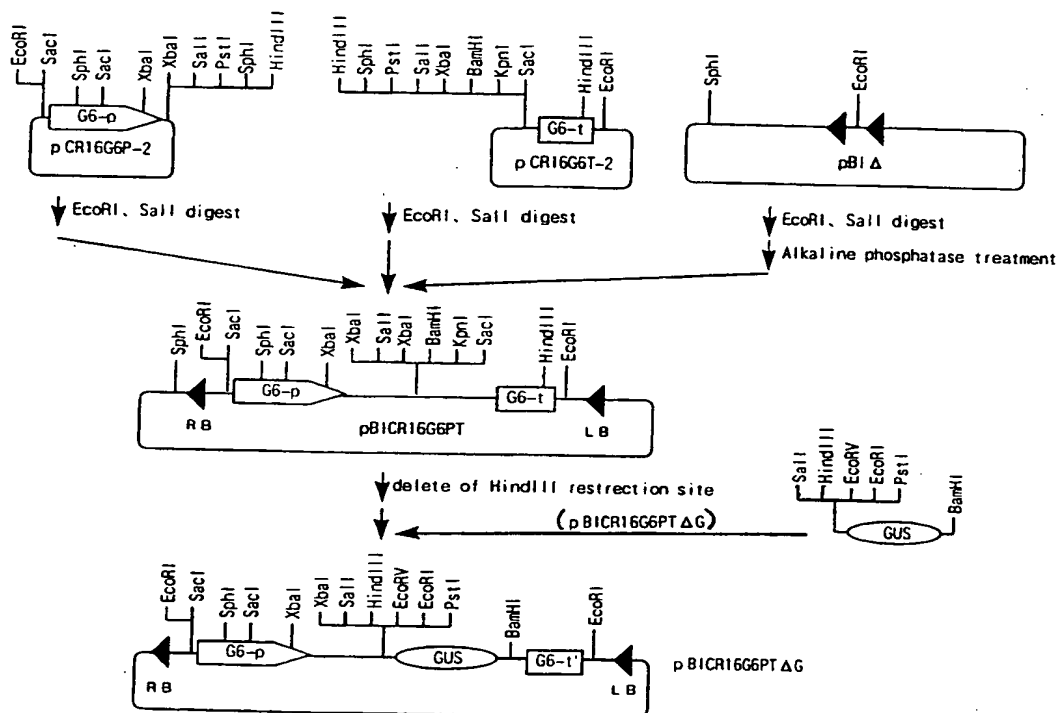 EcoRI SacI SphI SacI XbaI XbaI SalI PstI SphI HindIII
G6-p
pCR16G6P-2
HindIII SphI PstI SalI XbaI BamHI KpnI SacI HindIII EcoRI
G6-t
pCR16G6T-2
SphI EcoRI
pBIΔ
EcoRI、SalI digest
EcoRI、SalI digest
EcoRI、SalI digest
Alkaline phosphatase treatment
SphI EcoRI SacI SphI SacI XbaI XbaI SalI XbaI BamHI KpnI SacI HindIII EcoRI
G6-p
G6-t
RB
LB
pBICR16G6PT
delete of HindIII restrection site
(pBICR16G6PTΔG)
SalI HindIII EcoRV EcoRI PstI BamHI
GUS
EcoRI SacI SphI SacI XbaI XbaI SalI HindIII EcoRV EcoRI PstI BamHI EcoRI
G6-p
GUS
G6-t'
RB
LB
pBICR16G6PTΔG